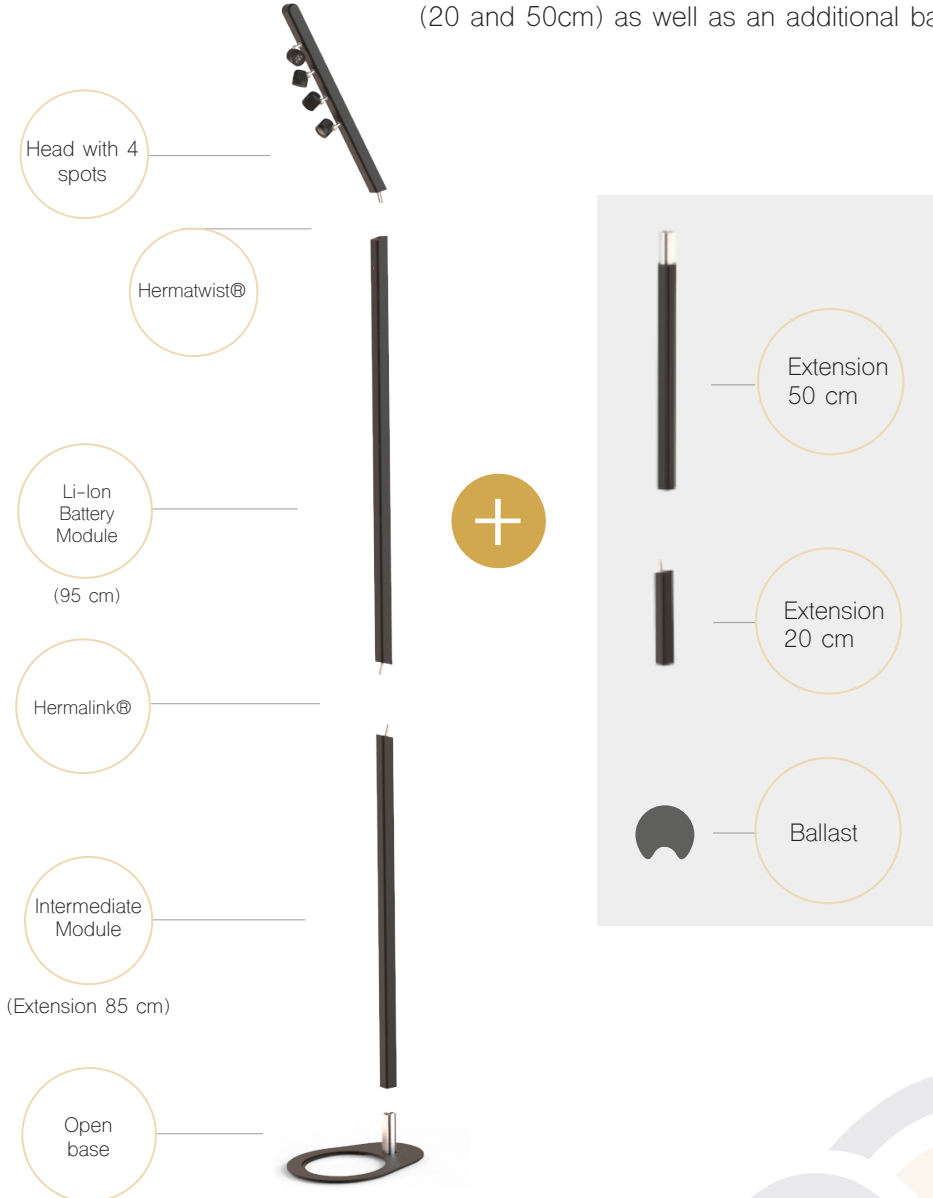 (20 and 50cm) as well as an additional
Head with 4
spots
Hermatwist®
Li-Ion
Battery
Module
(95 cm)
Hermalink®
Intermediate
Module
(Extension 85 cm)
Open
base
Extension
50 cm
Extension
20 cm
Ballast